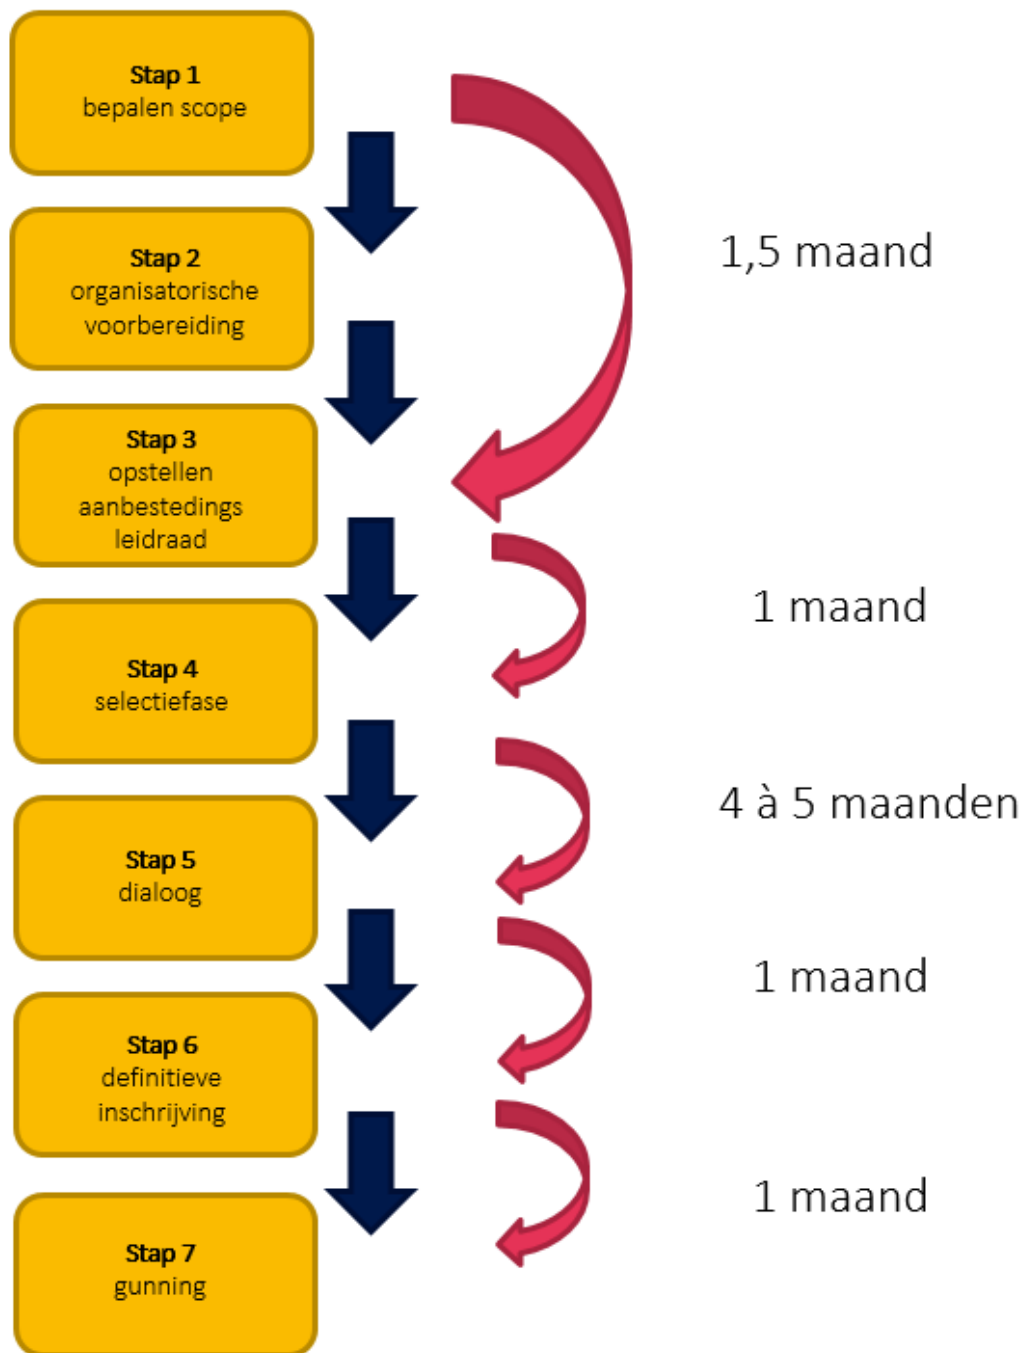 Stap 1
bepalen scope
Stap 2
organisatorische
voorbereiding
1,5 maand
Stap 3
opstellen
aanbestedings
leidraad
1 maand
Stap 4
selectiefase
4 à 5 maanden
Stap 5
dialoog
1 maand
Stap 6
definitieve
inschrijving
1 maand
Stap 7
gunning